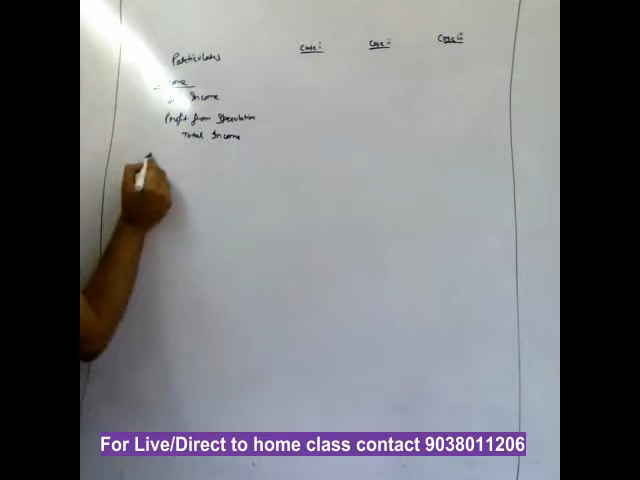 Particulars Case i Case ii Case iii
Income
Profit from Speculation
Total Income
For Live/Direct to home class contact 9038011206